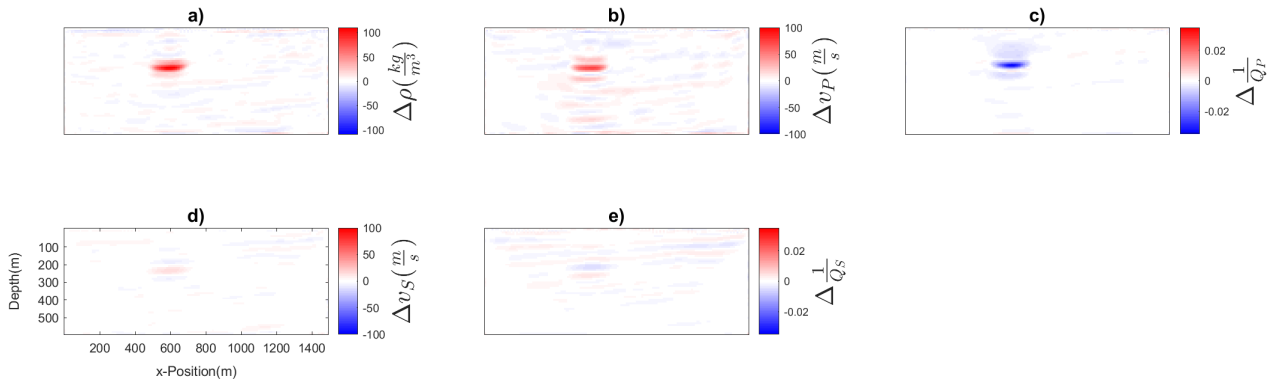 a)
100
50
0
-50
-100
Δρ(kg/m³)
b)
100
50
0
-50
-100
Δv_P(m/s)
c)
0.02
0
-0.02
Δ 1/Q_P
d)
100
200
300
400
500
Depth(m)
200 400 600 800 1000 1200 1400
x-Position(m)
100
50
0
-50
-100
Δv_S(m/s)
e)
0.02
0
-0.02
Δ 1/Q_S